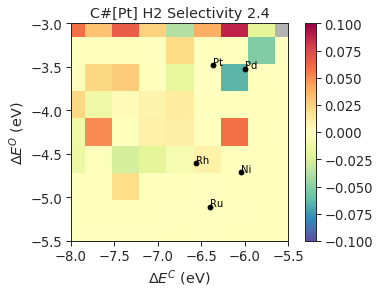 C#[Pt] H2 Selectivity 2.4
−3.0
−3.5
−4.0
−4.5
−5.0
−5.5
ΔE^O (eV)
Pt
Pd
Rh
Ni
Ru
−8.0 −7.5 −7.0 −6.5 −6.0 −5.5
ΔE^C (eV)
0.100
0.075
0.050
0.025
0.000
−0.025
−0.050
−0.075
−0.100